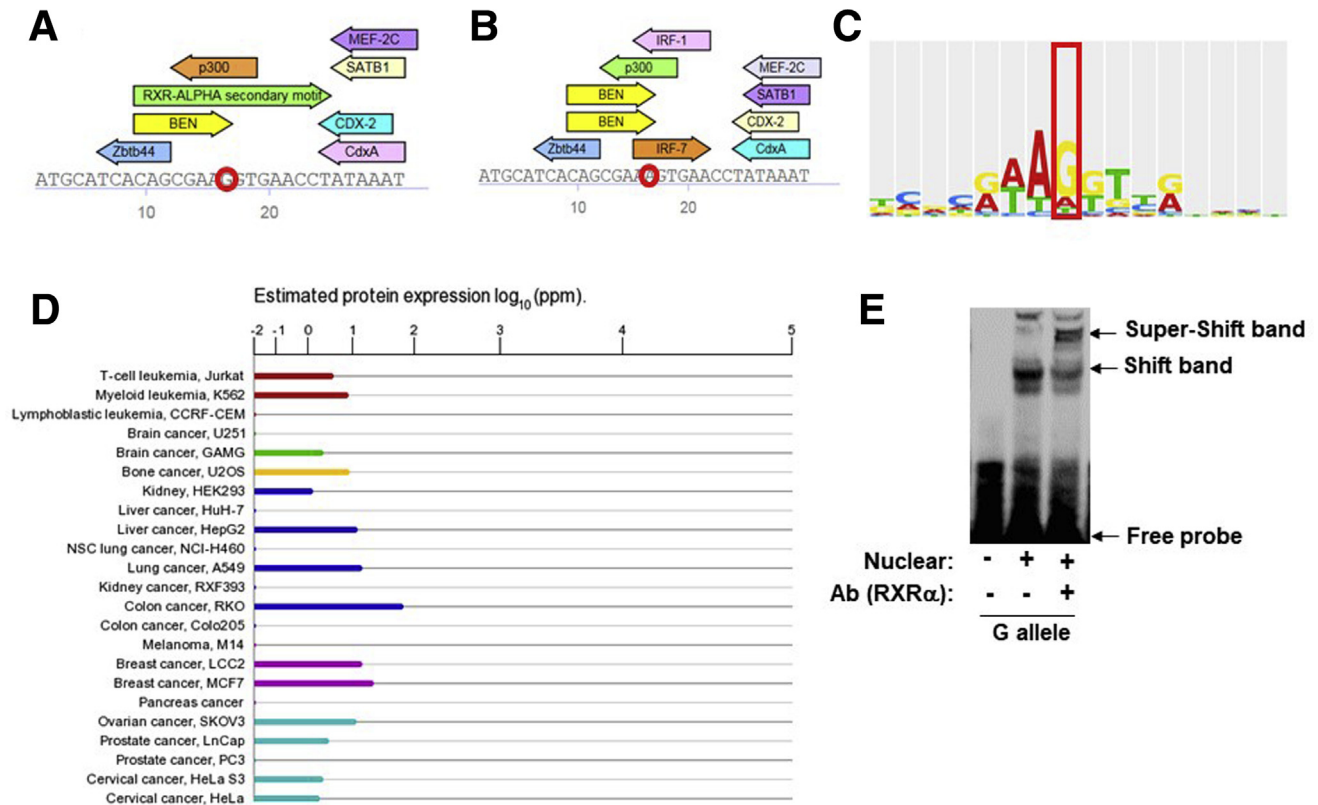 A
MEF-2C
p300
SATB1
RXR-ALPHA secondary motif
BEN
CDX-2
Zbtb44
CdxA
ATGCATCACAGCGAAGGTGAACCTATAAAT
10
20
B
IRF-1
p300
MEF-2C
BEN
SATB1
BEN
CDX-2
Zbtb44
IRF-7
CdxA
ATGCATCACAGCGAAAGTGAACCTATAAAT
10
20
C
D
Estimated protein expression log10 (ppm).
-2 -1 0 1 2 3 4 5
T-cell leukemia, Jurkat
Myeloid leukemia, K562
Lymphoblastic leukemia, CCRF-CEM
Brain cancer, U251
Brain cancer, GAMG
Bone cancer, U2OS
Kidney, HEK293
Liver cancer, HuH-7
Liver cancer, HepG2
NSC lung cancer, NCI-H460
Lung cancer, A549
Kidney cancer, RXF393
Colon cancer, RKO
Colon cancer, Colo205
Melanoma, M14
Breast cancer, LCC2
Breast cancer, MCF7
Pancreas cancer
Ovarian cancer, SKOV3
Prostate cancer, LnCap
Prostate cancer, PC3
Cervical cancer, HeLa S3
Cervical cancer, HeLa
E
Super-Shift band
Shift band
Free probe
Nuclear: - + +
Ab (RXRα): - - +
G allele